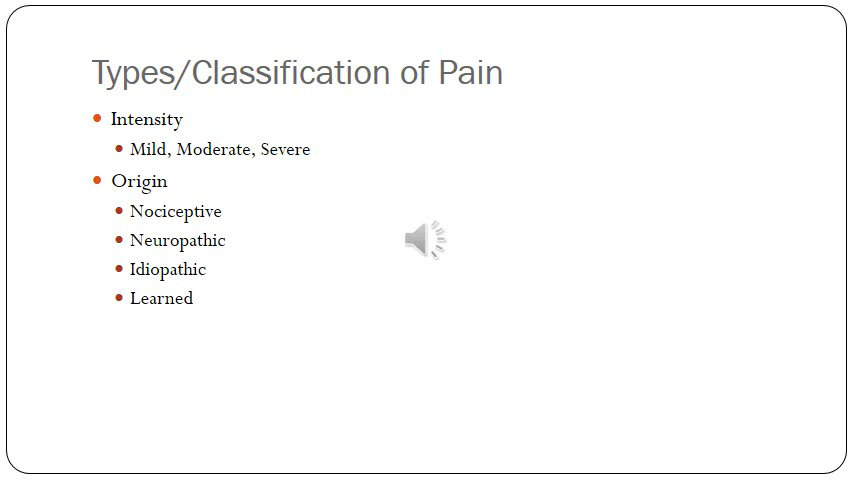 Types/Classification of Pain
Intensity
Mild, Moderate, Severe
Origin
Nociceptive
Neuropathic
Idiopathic
Learned